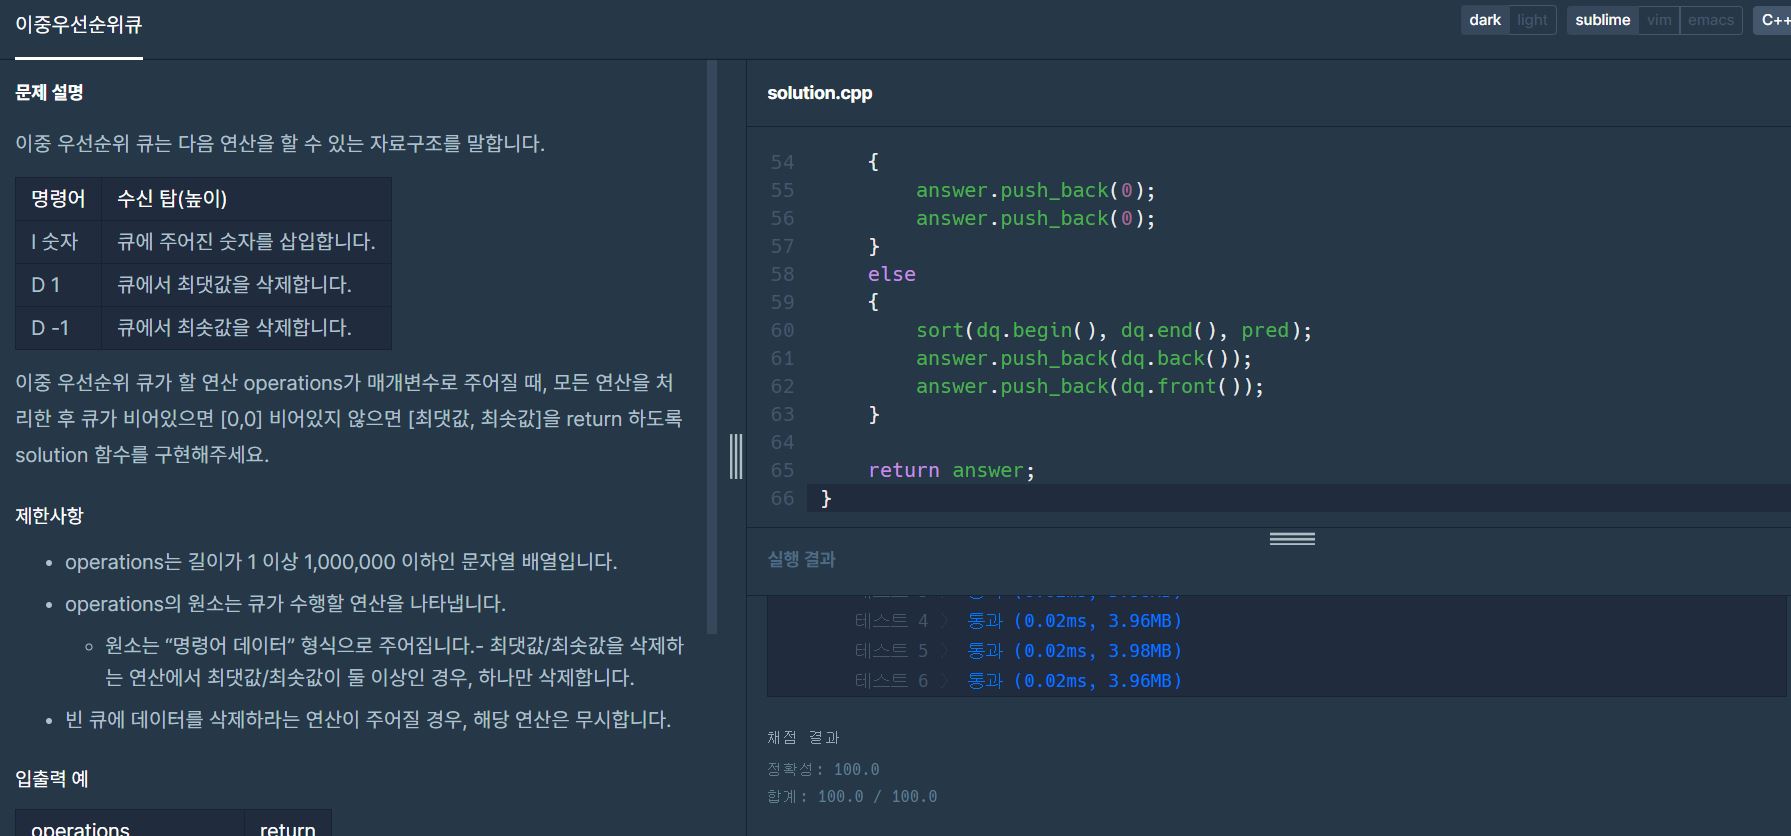 이중우선순위큐
dark light sublime vim emacs C++
문제 설명
이중 우선순위 큐는 다음 연산을 할 수 있는 자료구조를 말합니다.
명령어 수신 탑(높이)
I 숫자 큐에 주어진 숫자를 삽입합니다.
D 1 큐에서 최댓값을 삭제합니다.
D -1 큐에서 최솟값을 삭제합니다.
이중 우선순위 큐가 할 연산 operations가 매개변수로 주어질 때, 모든 연산을 처
리한 후 큐가 비어있으면 [0,0] 비어있지 않으면 [최댓값, 최솟값]을 return 하도록
solution 함수를 구현해주세요.
제한사항
• operations는 길이가 1 이상 1,000,000 이하인 문자열 배열입니다.
• operations의 원소는 큐가 수행할 연산을 나타냅니다.
◦ 원소는 “명령어 데이터” 형식으로 주어집니다.- 최댓값/최솟값을 삭제하
는 연산에서 최댓값/최솟값이 둘 이상인 경우, 하나만 삭제합니다.
• 빈 큐에 데이터를 삭제하라는 연산이 주어질 경우, 해당 연산은 무시합니다.
입출력 예
operations return
solution.cpp
54 {
55 answer.push_back(0);
56 answer.push_back(0);
57 }
58 else
59 {
60 sort(dq.begin(), dq.end(), pred);
61 answer.push_back(dq.back());
62 answer.push_back(dq.front());
63 }
64
65 return answer;
66 }
실행 결과
테스트 4 〉 통과 (0.02ms, 3.96MB)
테스트 5 〉 통과 (0.02ms, 3.98MB)
테스트 6 〉 통과 (0.02ms, 3.96MB)
채점 결과
정확성: 100.0
합계: 100.0 / 100.0